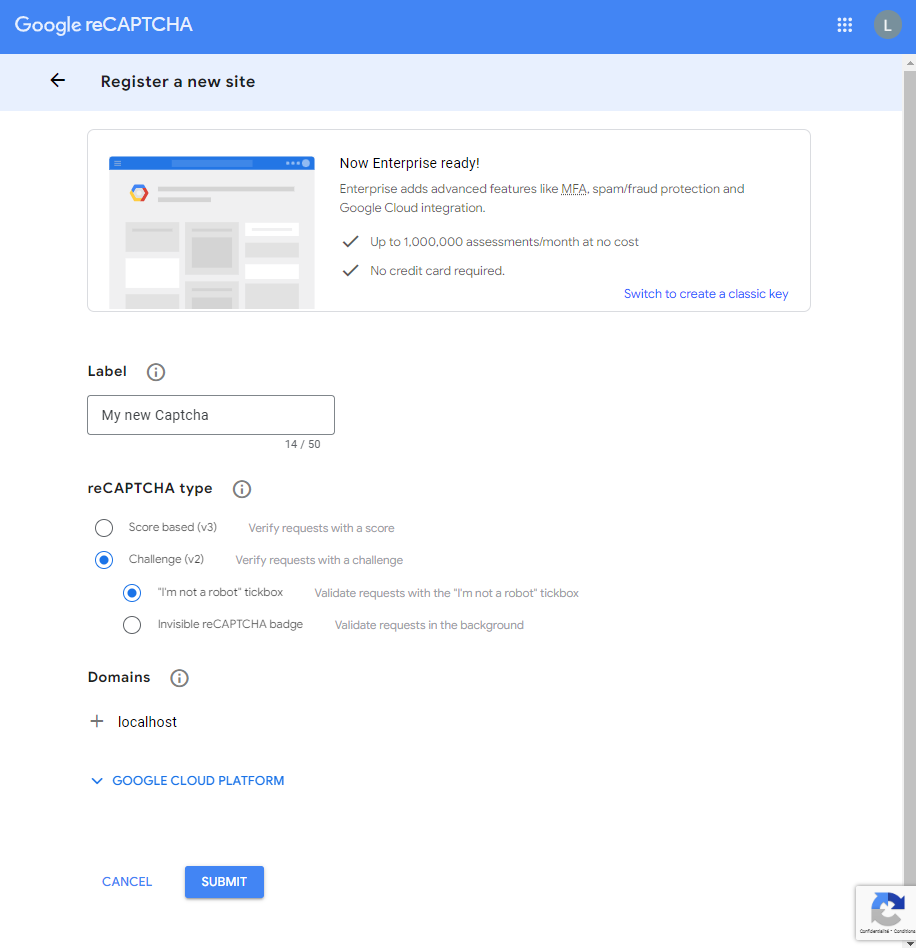 Google reCAPTCHA
L
Register a new site
Now Enterprise ready!
Enterprise adds advanced features like MFA, spam/fraud protection and
Google Cloud integration.
Up to 1,000,000 assessments/month at no cost
No credit card required.
Switch to create a classic key
Label
My new Captcha
14 / 50
reCAPTCHA type
Score based (v3) Verify requests with a score
Challenge (v2) Verify requests with a challenge
"I'm not a robot" tickbox Validate requests with the "I'm not a robot" tickbox
Invisible reCAPTCHA badge Validate requests in the background
Domains
localhost
GOOGLE CLOUD PLATFORM
CANCEL
SUBMIT
Confidentialité - Conditions